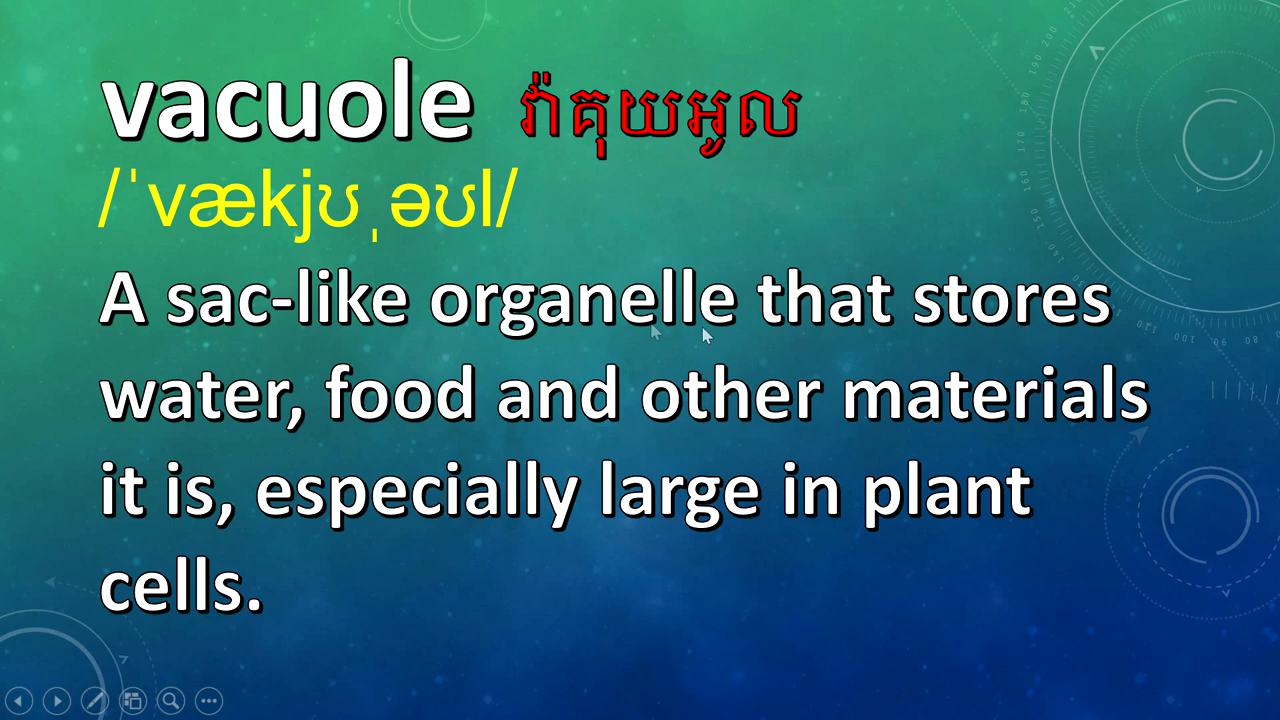 vacuole វ៉ាគុយអូល
/ˈvækjʊˌəʊl/
A sac-like organelle that stores
water, food and other materials
it is, especially large in plant
cells.